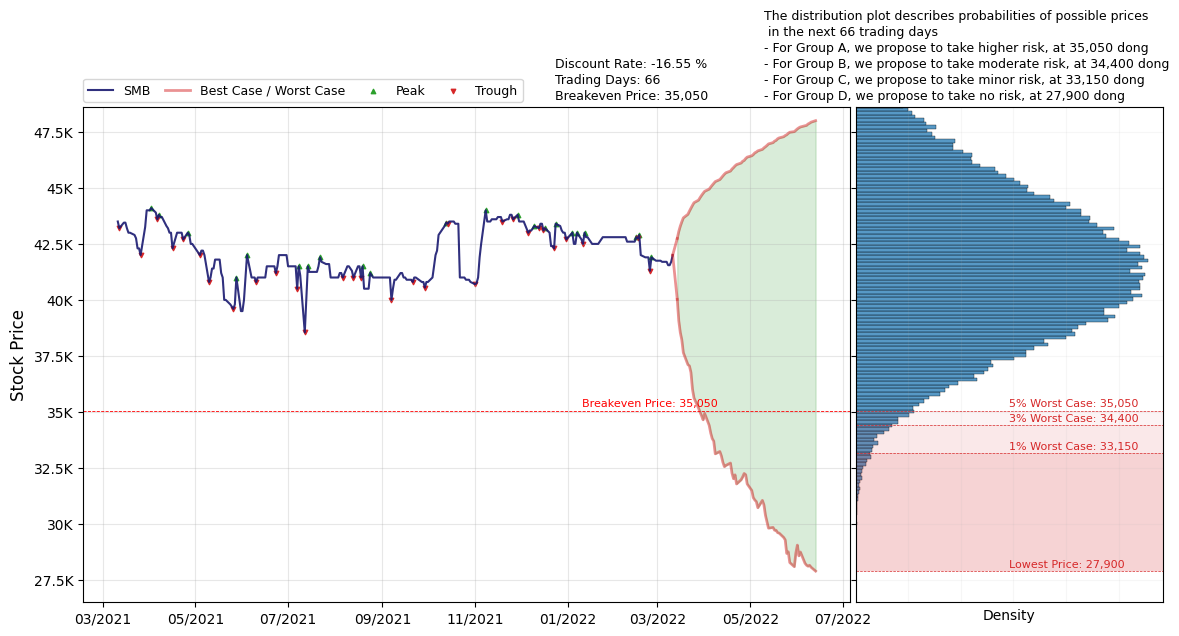 The distribution plot describes probabilities of possible prices
in the next 66 trading days
- For Group A, we propose to take higher risk, at 35,050 dong
- For Group B, we propose to take moderate risk, at 34,400 dong
- For Group C, we propose to take minor risk, at 33,150 dong
- For Group D, we propose to take no risk, at 27,900 dong
Discount Rate: -16.55 %
Trading Days: 66
Breakeven Price: 35,050
SMB
Best Case / Worst Case
Peak
Trough
Stock Price
47.5K
45K
42.5K
40K
37.5K
35K
32.5K
30K
27.5K
Breakeven Price: 35,050
5% Worst Case: 35,050
3% Worst Case: 34,400
1% Worst Case: 33,150
Lowest Price: 27,900
03/2021
05/2021
07/2021
09/2021
11/2021
01/2022
03/2022
05/2022
07/2022
Density